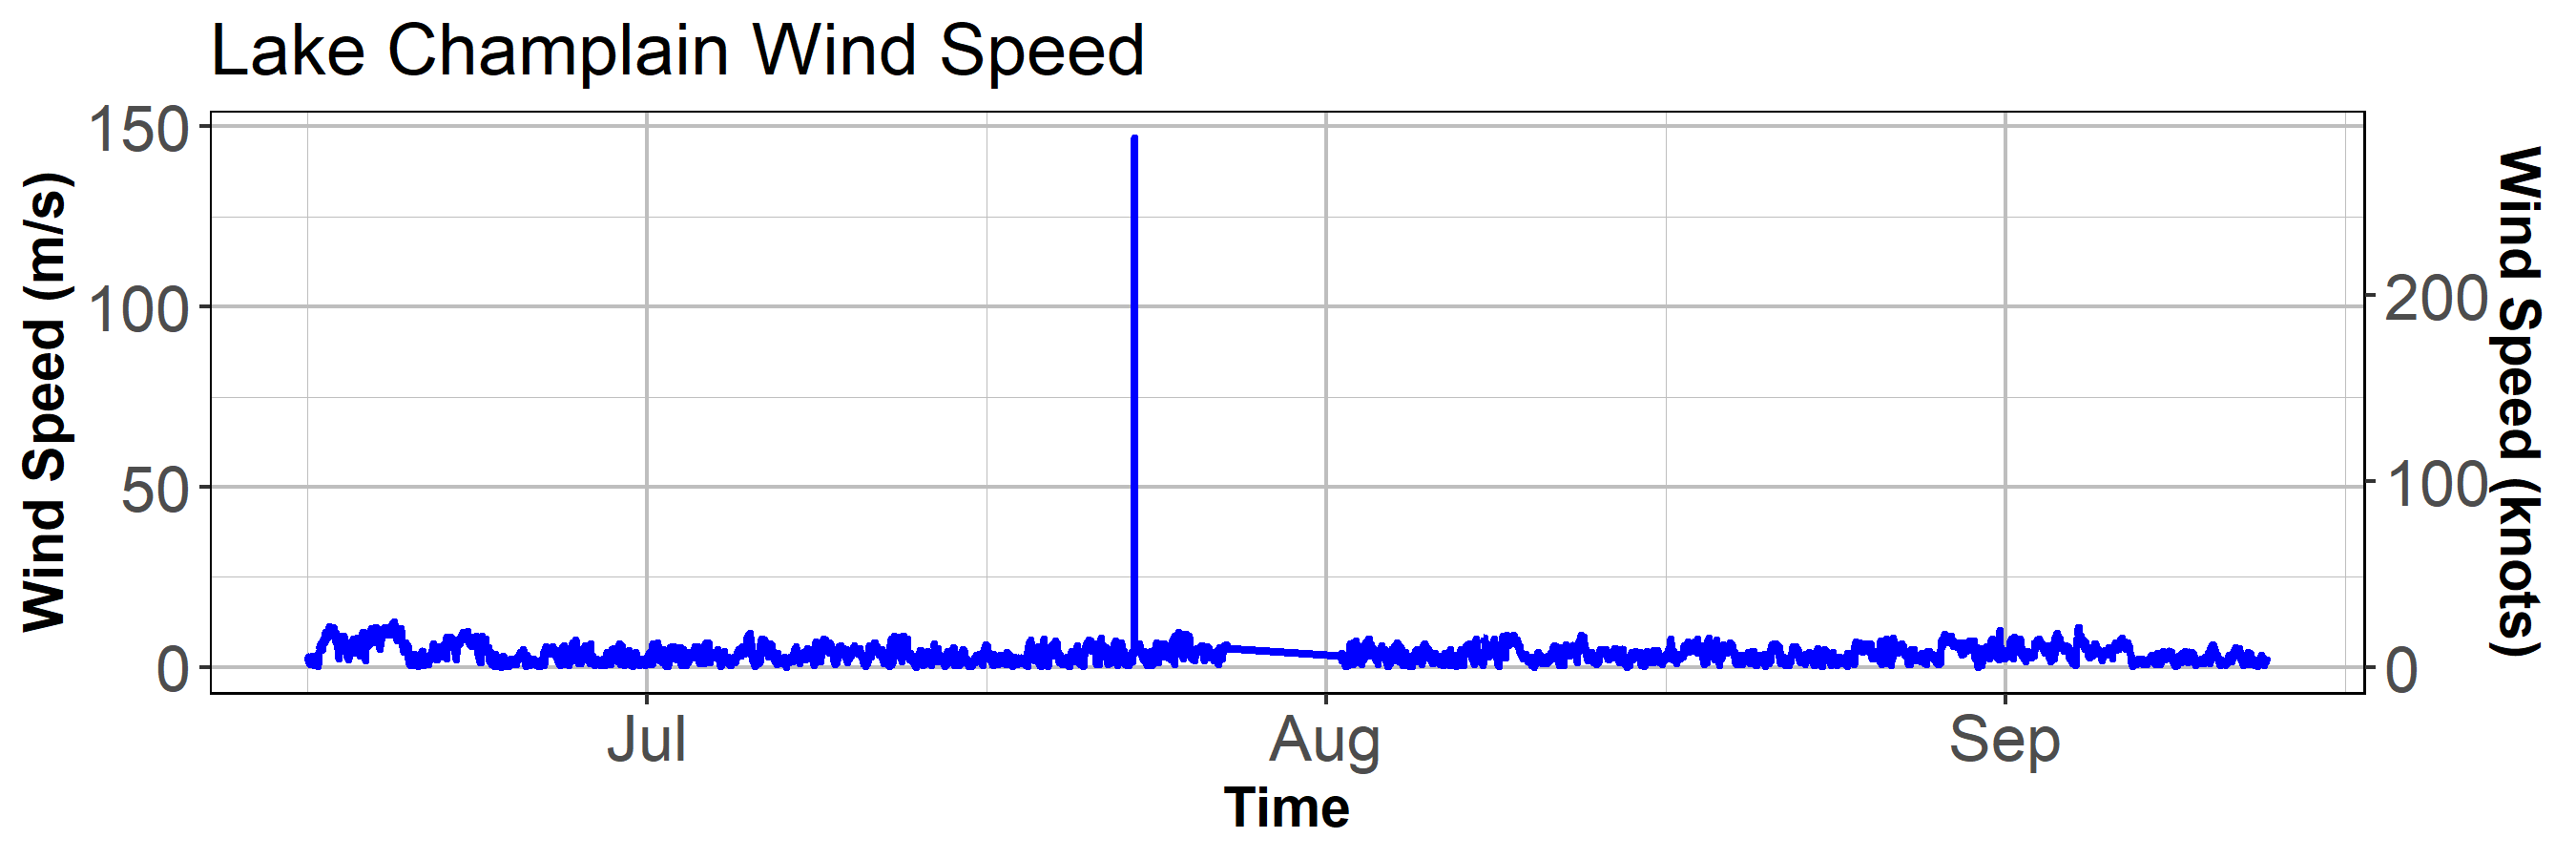 Lake Champlain Wind Speed
150
100
50
0
Wind Speed (m/s)
200
100
0
Wind Speed (knots)
Jul
Aug
Sep
Time